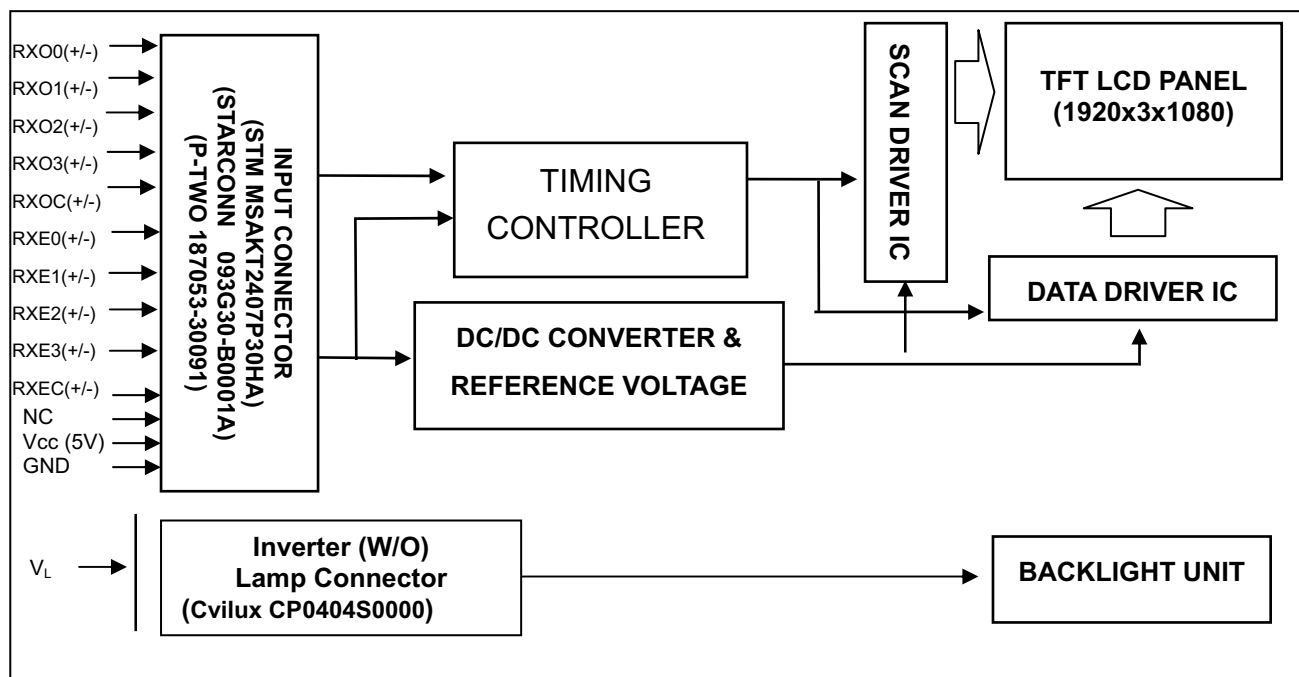 RXO0(+/-)
RXO1(+/-)
RXO2(+/-)
RXO3(+/-)
RXOC(+/-)
RXE0(+/-)
RXE1(+/-)
RXE2(+/-)
RXE3(+/-)
RXEC(+/-)
NC
Vcc (5V)
GND
INPUT CONNECTOR
(STM MSAKT2407P30HA)
(STARCONN 093G30-B0001A)
(P-TWO 187053-30091)
TIMING
CONTROLLER
DC/DC CONVERTER &
REFERENCE VOLTAGE
SCAN DRIVER IC
TFT LCD PANEL
(1920x3x1080)
DATA DRIVER IC
VL
Inverter (W/O)
Lamp Connector
(Cvilux CP0404S0000)
BACKLIGHT UNIT